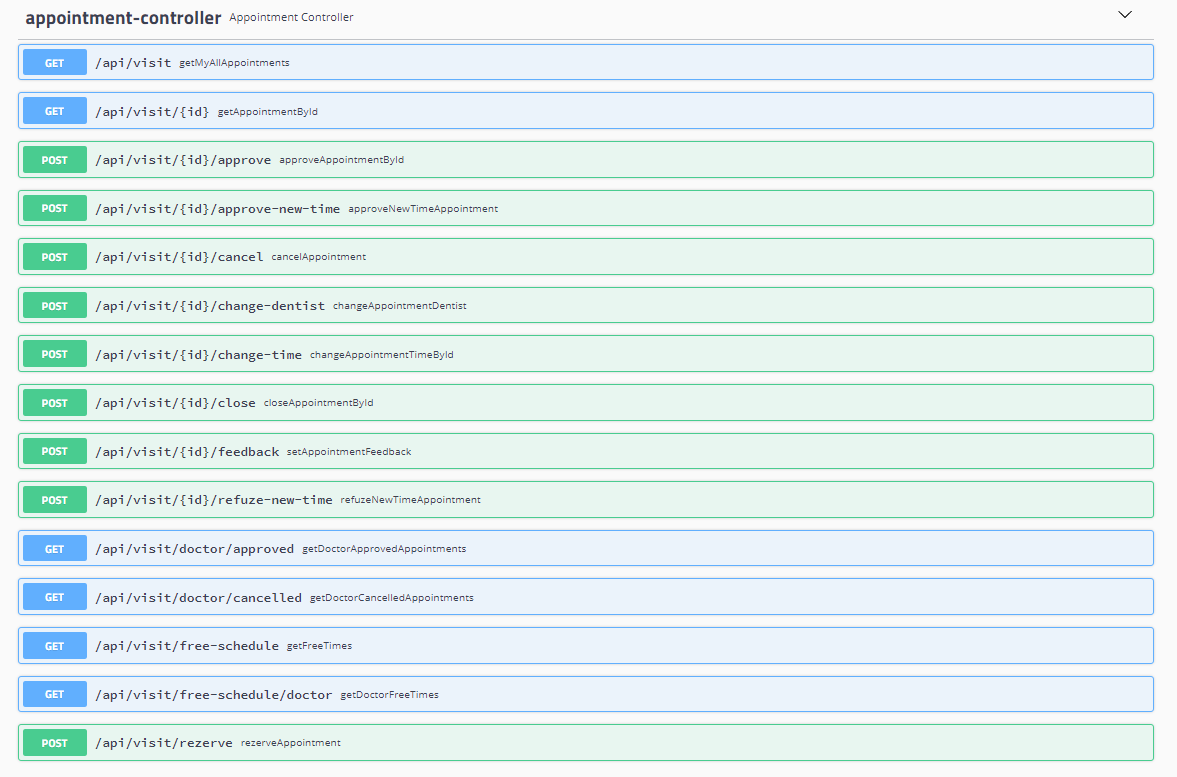 appointment-controller Appointment Controller
GET /api/visit getMyAllAppointments
GET /api/visit/{id} getAppointmentById
POST /api/visit/{id}/approve approveAppointmentById
POST /api/visit/{id}/approve-new-time approveNewTimeAppointment
POST /api/visit/{id}/cancel cancelAppointment
POST /api/visit/{id}/change-dentist changeAppointmentDentist
POST /api/visit/{id}/change-time changeAppointmentTimeById
POST /api/visit/{id}/close closeAppointmentById
POST /api/visit/{id}/feedback setAppointmentFeedback
POST /api/visit/{id}/refuze-new-time refuzeNewTimeAppointment
GET /api/visit/doctor/approved getDoctorApprovedAppointments
GET /api/visit/doctor/cancelled getDoctorCancelledAppointments
GET /api/visit/free-schedule getFreeTimes
GET /api/visit/free-schedule/doctor getDoctorFreeTimes
POST /api/visit/rezerve rezerveAppointment